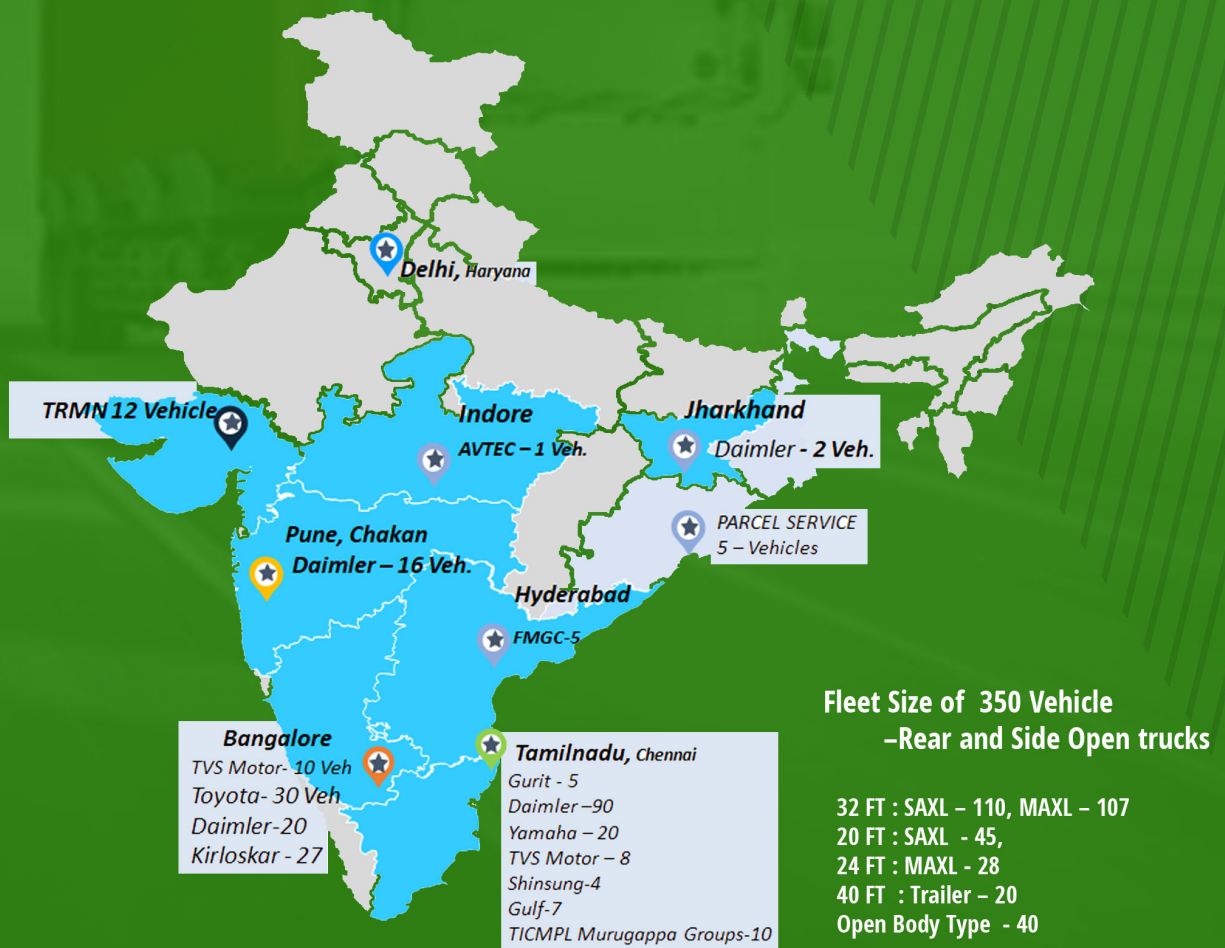 Delhi, Haryana
TRMN 12 Vehicle
Indore
AVTEC – 1 Veh.
Jharkhand
Daimler - 2 Veh.
PARCEL SERVICE
5 – Vehicles
Pune, Chakan
Daimler – 16 Veh.
Hyderabad
FMGC-5
Bangalore
TVS Motor- 10 Veh
Toyota- 30 Veh
Daimler-20
Kirloskar - 27
Tamilnadu, Chennai
Gurit - 5
Daimler –90
Yamaha – 20
TVS Motor – 8
Shinsung-4
Gulf-7
TICMPL Murugappa Groups-10
Fleet Size of 350 Vehicle
–Rear and Side Open trucks
32 FT : SAXL – 110, MAXL – 107
20 FT : SAXL - 45,
24 FT : MAXL - 28
40 FT : Trailer – 20
Open Body Type - 40